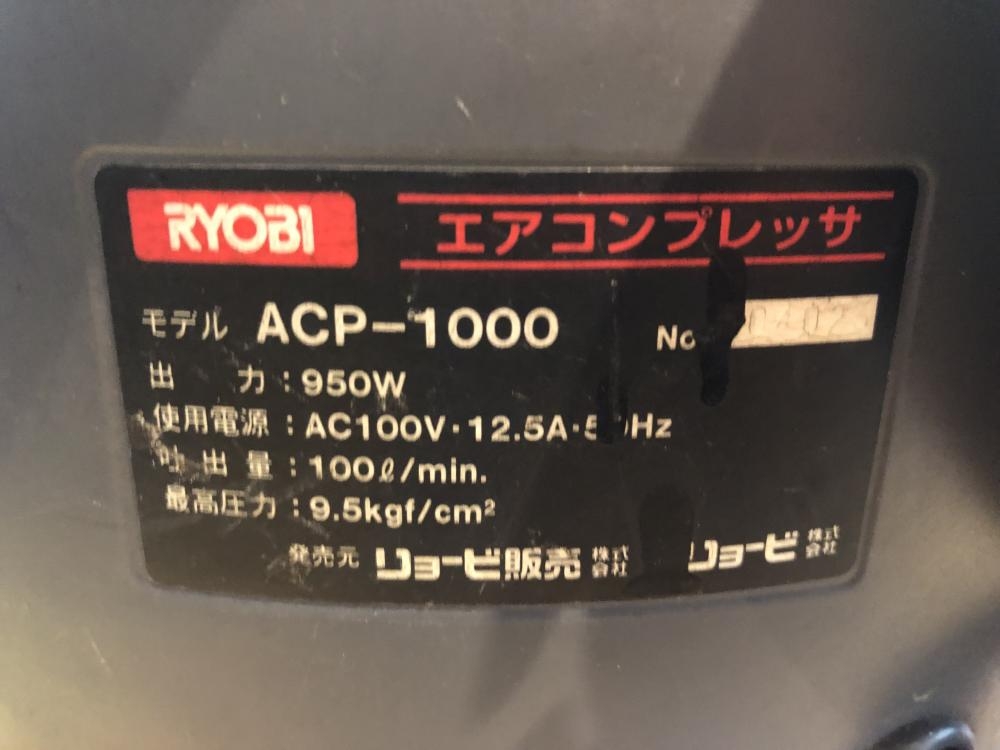 RYOBI エアコンプレッサ
モデル ACP-1000 No
出 力:950W
使用電源:AC100V・12.5A・
吐出量:100ℓ/min.
最高圧力:9.5kgf/cm²
発売元 リョービ販売株式会社 リョービ株式会社